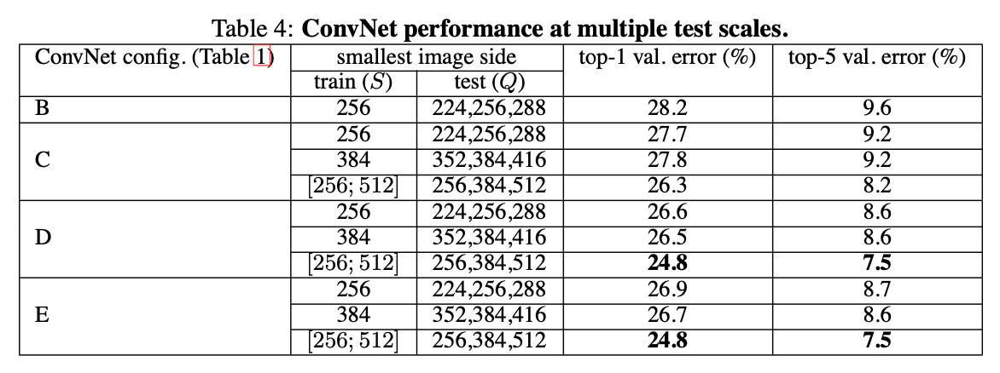 Table 4: ConvNet performance at multiple test scales.
ConvNet config. (Table 1) smallest image side top-1 val. error (%) top-5 val. error (%)
train (S) test (Q)
B 256 224,256,288 28.2 9.6
256 224,256,288 27.7 9.2
C 384 352,384,416 27.8 9.2
[256; 512] 256,384,512 26.3 8.2
256 224,256,288 26.6 8.6
D 384 352,384,416 26.5 8.6
[256; 512] 256,384,512 24.8 7.5
256 224,256,288 26.9 8.7
E 384 352,384,416 26.7 8.6
[256; 512] 256,384,512 24.8 7.5